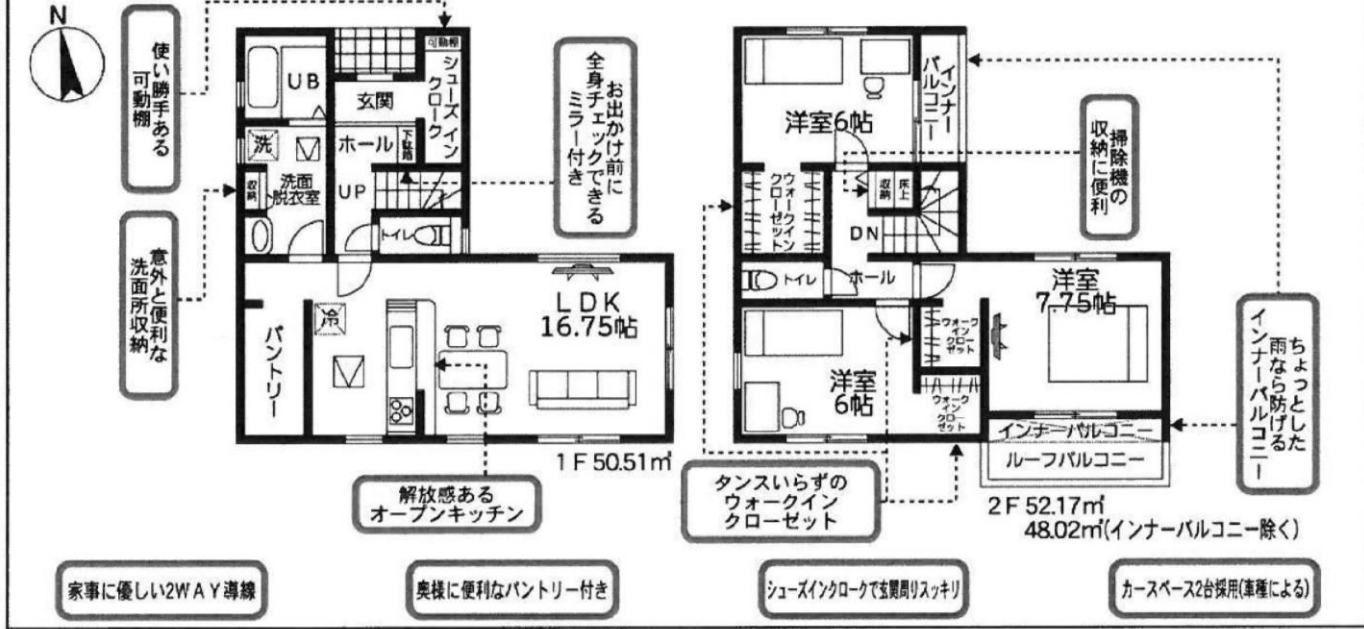 N
使い勝手ある
可動棚
意外と便利な
洗面所収納
UB
可動棚
シューズイン
クローク
玄関
ホール
下駄箱
洗
洗面
脱衣室
収納
UP
トイレ
冷
パントリー
LDK
16.75帖
1F 50.51㎡
お出かけ前に
全身チェックできる
ミラー付き
解放感ある
オープンキッチン
インナー
バルコニー
洋室6帖
ウォークイン
クローゼット
収納
床上
DN
トイレ
ホール
洋室
7.75帖
ウォーク
イン
クロー
ゼット
洋室
6帖
ウォーク
イン
クロー
ゼット
インナーバルコニー
ルーフバルコニー
2F 52.17㎡
48.02㎡(インナーバルコニー除く)
掃除機の
収納に便利
ちょっとした
雨なら防げる
インナーバルコニー
タンスいらずの
ウォークイン
クローゼット
家事に優しい2WAY導線
奥様に便利なパントリー付き
シューズインクロークで玄関周リスッキリ
カースペース2台採用(車種による)